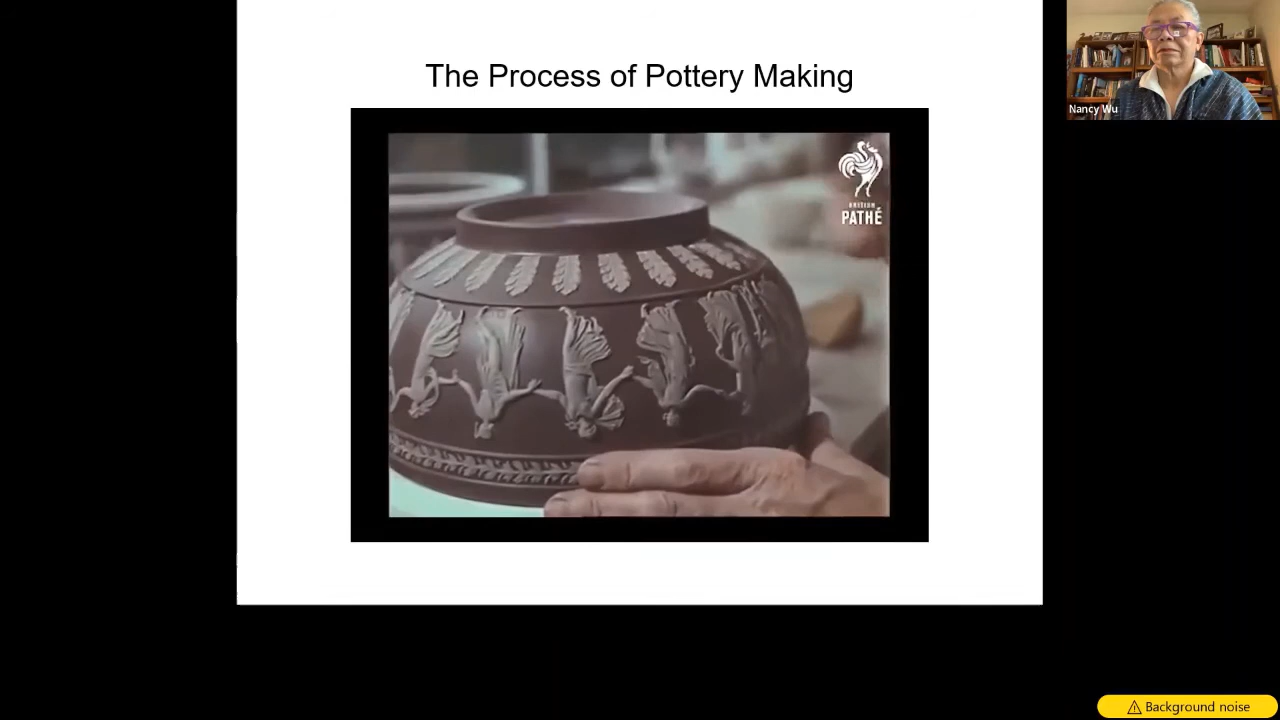 The Process of Pottery Making
BRITISH
PATHÉ
Nancy Wu
Background noise